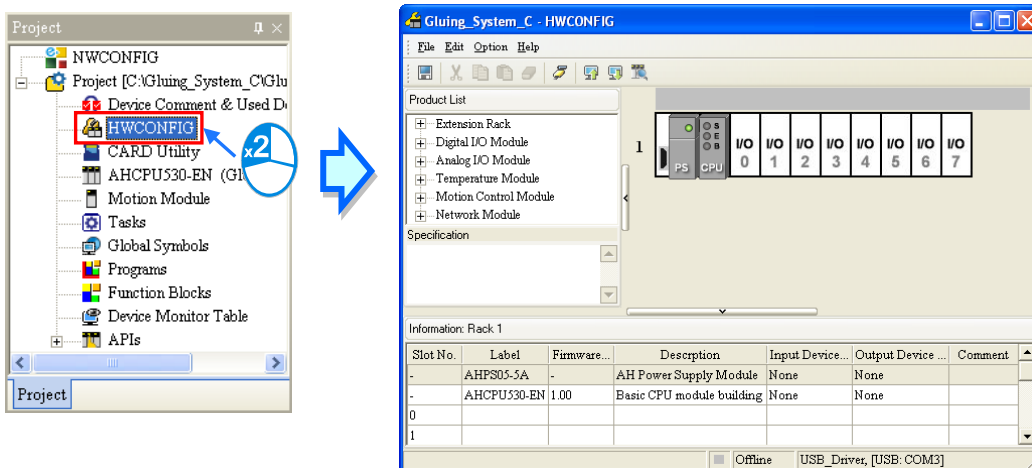 Project
NWCONFIG
Project [C:\Gluing_System_C\Glu
Device Comment & Used D
HWCONFIG
CARD Utility
AHCPU530-EN (Gl
Motion Module
Tasks
Global Symbols
Programs
Function Blocks
Device Monitor Table
APIs
Project
x2
Gluing_System_C - HWCONFIG
File Edit Option Help
Product List
Extension Rack
Digital I/O Module
Analog I/O Module
Temperature Module
Motion Control Module
Network Module
Specification
1
PS
CPU
S
E
B
I/O 0
I/O 1
I/O 2
I/O 3
I/O 4
I/O 5
I/O 6
I/O 7
Information: Rack 1
Slot No. Label Firmware... Descrption Input Device... Output Device ... Comment
- AHPS05-5A - AH Power Supply Module None None
- AHCPU530-EN 1.00 Basic CPU module building None None
0
1
Offline USB_Driver, [USB: COM3]